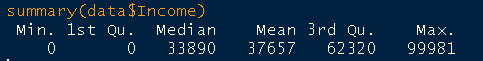 summary(data$Income)
Min. 1st Qu. Median Mean 3rd Qu. Max.
0 0 33890 37657 62320 99981